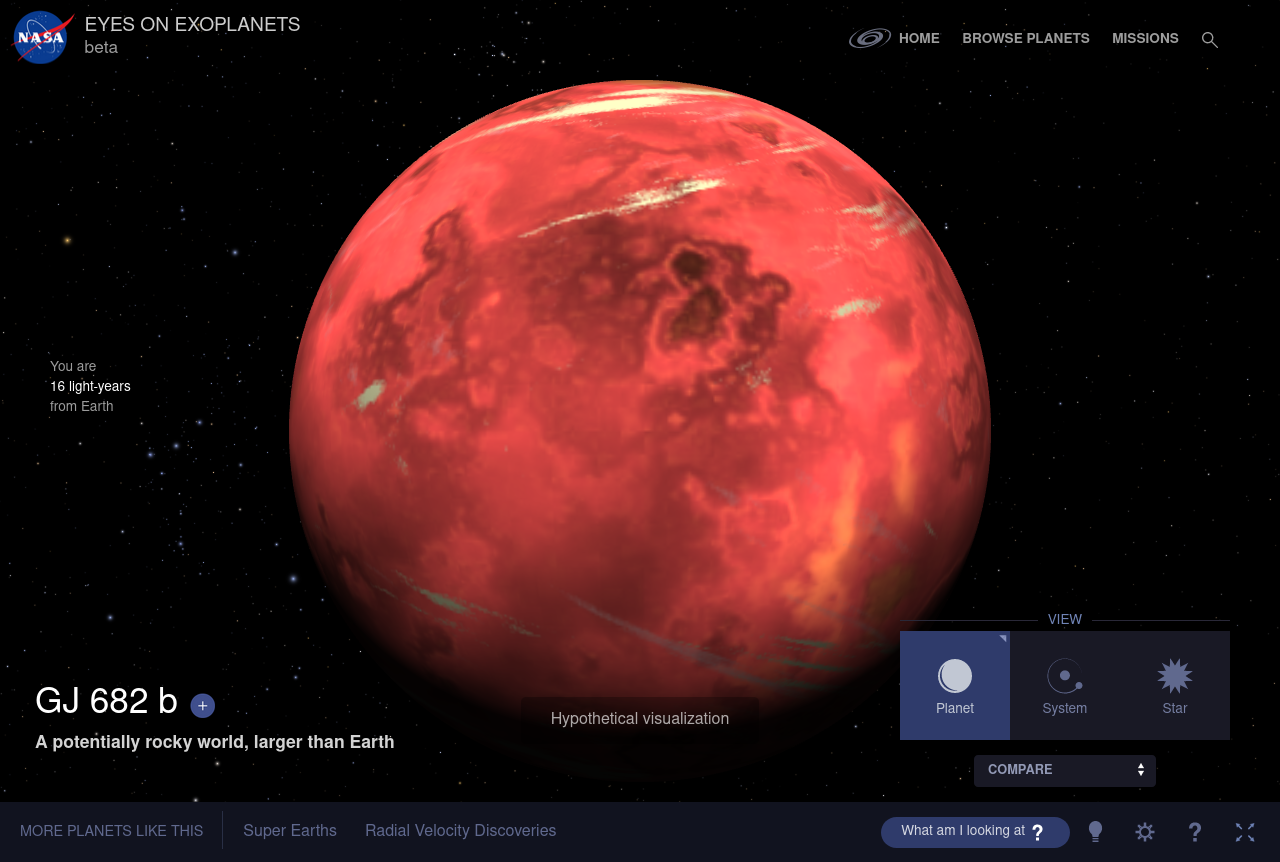 NASA
EYES ON EXOPLANETS
beta
HOME
BROWSE PLANETS
MISSIONS
You are
16 light-years
from Earth
VIEW
Planet
System
Star
GJ 682 b +
A potentially rocky world, larger than Earth
Hypothetical visualization
COMPARE
MORE PLANETS LIKE THIS
Super Earths
Radial Velocity Discoveries
What am I looking at ?
?